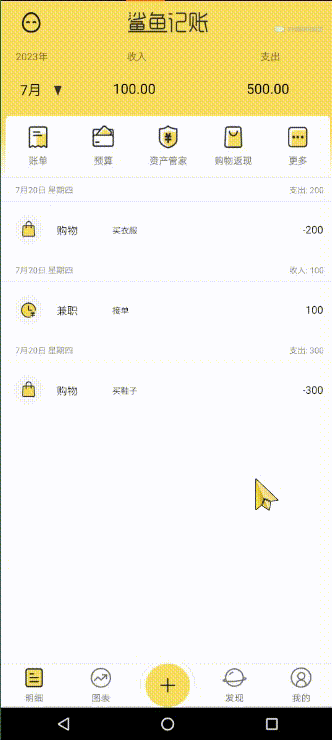 鲨鱼记账
2023年 收入 支出
7月 ▼ 100.00 500.00
账单 预算 资产管家 购物返现 更多
7月20日 星期四 支出: 200
购物 买衣服 -200
7月20日 星期四 收入: 100
兼职 接单 100
7月20日 星期四 支出: 300
购物 买鞋子 -300
明细 图表 发现 我的